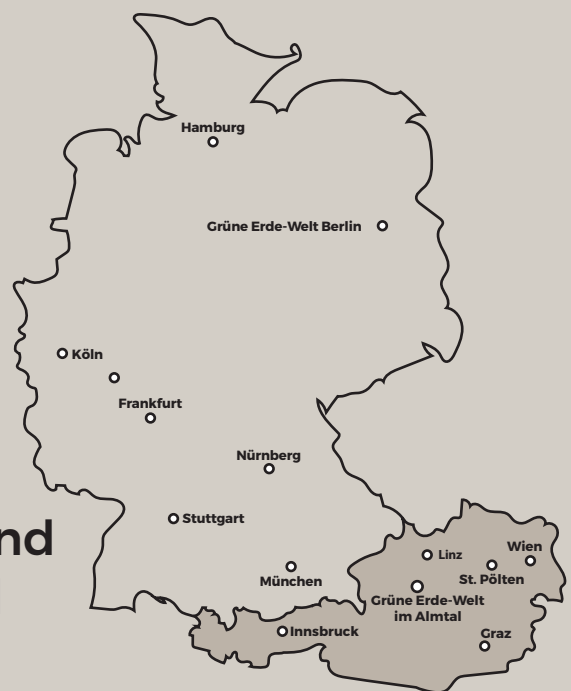 Hamburg
Grüne Erde-Welt Berlin
Köln
Frankfurt
Nürnberg
Stuttgart
nd
München
Linz
Wien
St. Pölten
Grüne Erde-Welt
im Almtal
Innsbruck
Graz